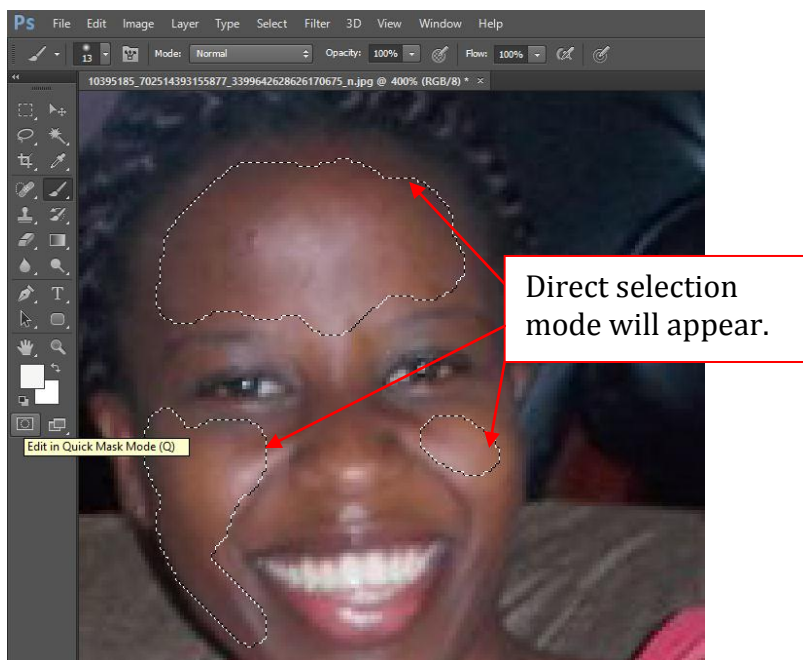 Ps File Edit Image Layer Type Select Filter 3D View Window Help
13 Mode: Normal Opacity: 100% Flow: 100%
10395185_702514393155877_3399642628626170675_n.jpg @ 400% (RGB/8) * ×
Direct selection
mode will appear.
T
Edit in Quick Mask Mode (Q)